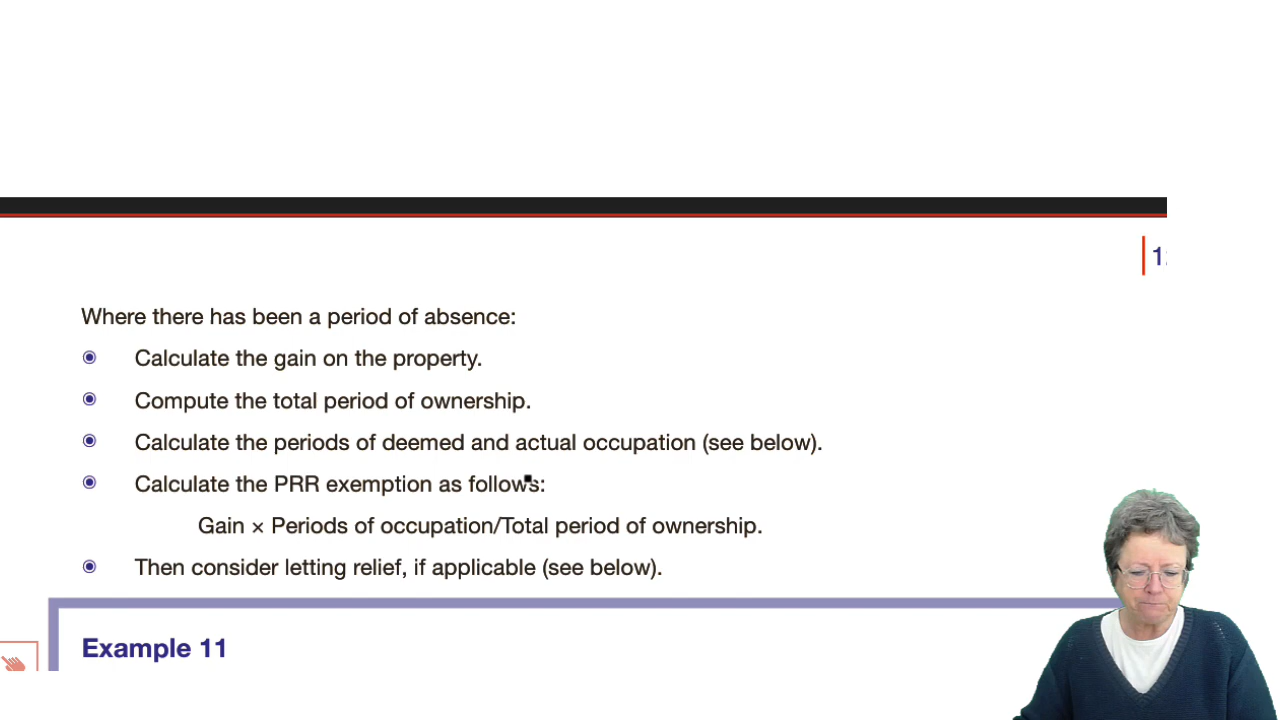 Where there has been a period of absence:
Calculate the gain on the property.
Compute the total period of ownership.
Calculate the periods of deemed and actual occupation (see below).
Calculate the PRR exemption as follows:
Gain × Periods of occupation/Total period of ownership.
Then consider letting relief, if applicable (see below).
Example 11